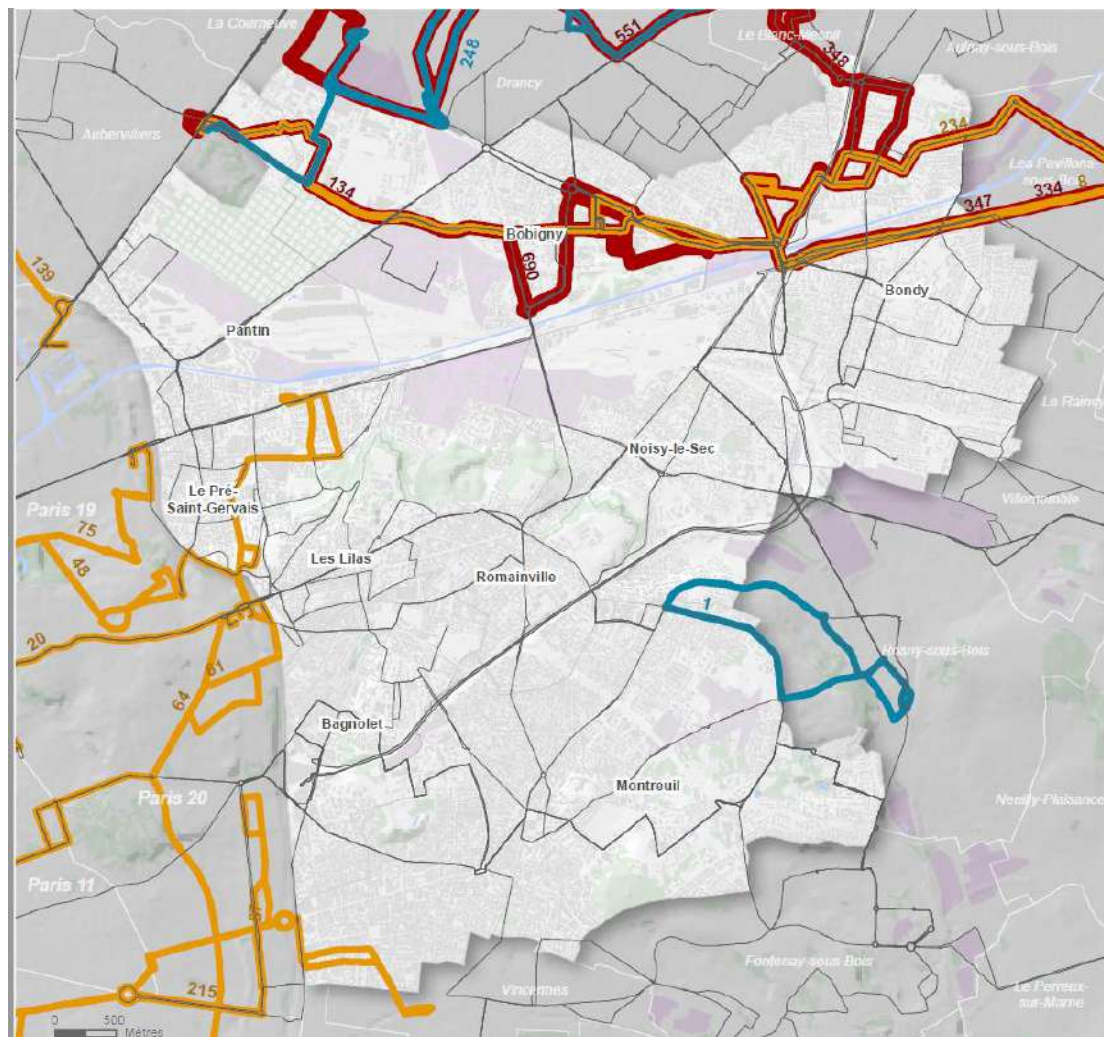 La Courneuve
248
551
Le Blanc-Mesnil
348
Aulnay-sous-Bois
Drancy
Aubervilliers
234
Les Pavillons-
sous-Bois
134
334
8
347
Bobigny
690
139
Bondy
Pantin
Le Raincy
Noisy-le-Sec
Le Pré-
Saint-Gervais
Paris 19
Villemomble
75
48
Les Lilas
Romainville
1
20
61
64
Rosny-sous-Bois
Bagnolet
Montreuil
Paris 20
Neuilly-Plaisance
Paris 11
57
Fontenay-sous-Bois
215
Vincennes
Le Perreux-
sur-Marne
0 500
Mètres